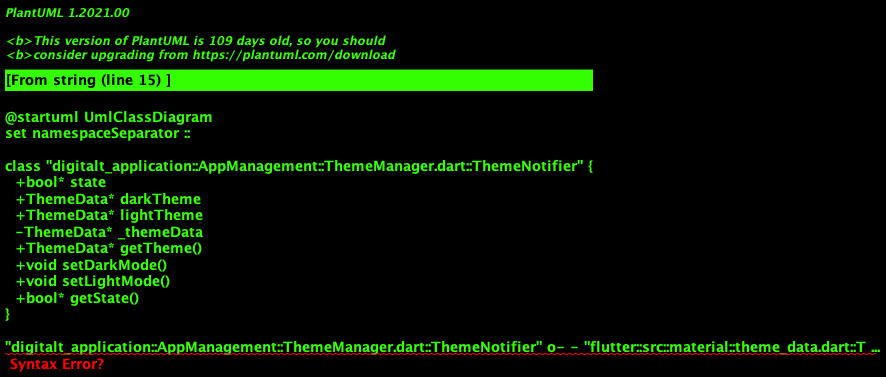 PlantUML 1.2021.00
<b>This version of PlantUML is 109 days old, so you should
<b>consider upgrading from https://plantuml.com/download
[From string (line 15) ]
@startuml UmlClassDiagram
set namespaceSeparator ::
class "digitalt_application::AppManagement::ThemeManager.dart::ThemeNotifier" {
+bool* state
+ThemeData* darkTheme
+ThemeData* lightTheme
-ThemeData* _themeData
+ThemeData* getTheme()
+void setDarkMode()
+void setLightMode()
+bool* getState()
}
"digitalt_application::AppManagement::ThemeManager.dart::ThemeNotifier" o- - "flutter::src::material::theme_data.dart::T ...
Syntax Error?